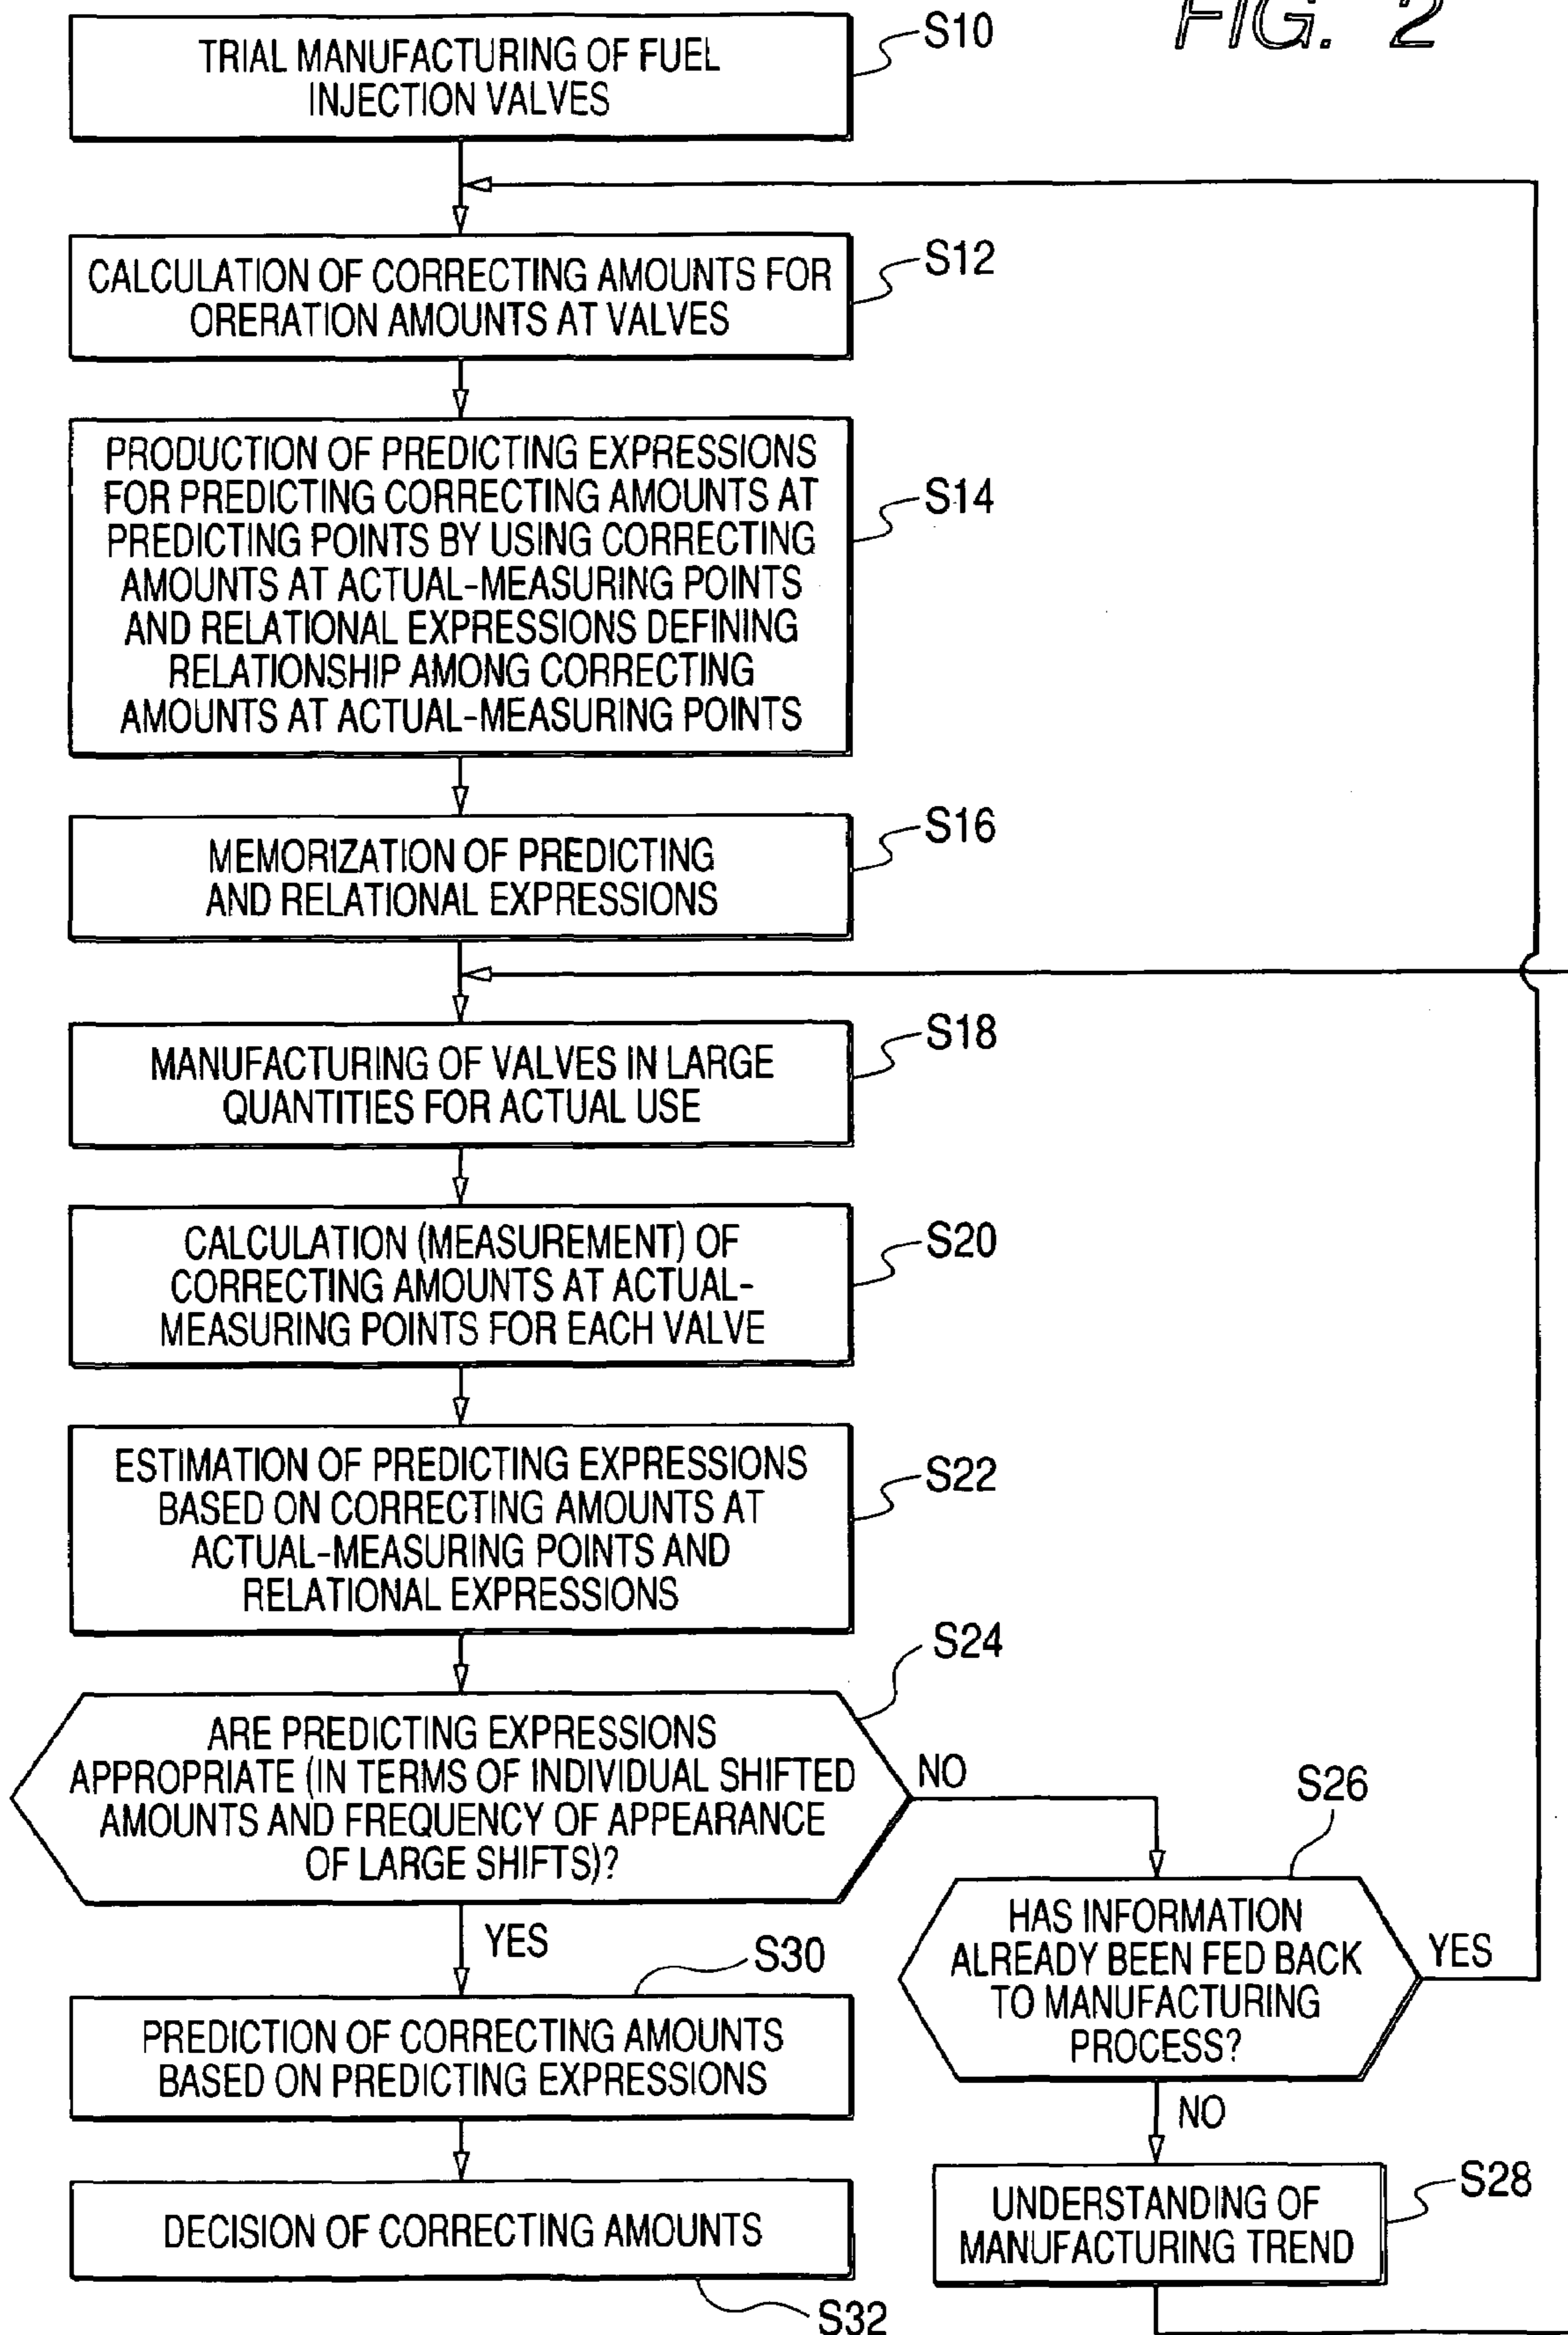 FIG. 2
TRIAL MANUFACTURING OF FUEL
INJECTION VALVES
S10
CALCULATION OF CORRECTING AMOUNTS FOR
ORERATION AMOUNTS AT VALVES
S12
PRODUCTION OF PREDICTING EXPRESSIONS
FOR PREDICTING CORRECTING AMOUNTS AT
PREDICTING POINTS BY USING CORRECTING
AMOUNTS AT ACTUAL-MEASURING POINTS
AND RELATIONAL EXPRESSIONS DEFINING
RELATIONSHIP AMONG CORRECTING
AMOUNTS AT ACTUAL-MEASURING POINTS
S14
MEMORIZATION OF PREDICTING
AND RELATIONAL EXPRESSIONS
S16
MANUFACTURING OF VALVES IN LARGE
QUANTITIES FOR ACTUAL USE
S18
CALCULATION (MEASUREMENT) OF
CORRECTING AMOUNTS AT ACTUAL-
MEASURING POINTS FOR EACH VALVE
S20
ESTIMATION OF PREDICTING EXPRESSIONS
BASED ON CORRECTING AMOUNTS AT
ACTUAL-MEASURING POINTS AND
RELATIONAL EXPRESSIONS
S22
ARE PREDICTING EXPRESSIONS
APPROPRIATE (IN TERMS OF INDIVIDUAL SHIFTED
AMOUNTS AND FREQUENCY OF APPEARANCE
OF LARGE SHIFTS)?
S24
NO
YES
HAS INFORMATION
ALREADY BEEN FED BACK
TO MANUFACTURING
PROCESS?
S26
YES
NO
UNDERSTANDING OF
MANUFACTURING TREND
S28
PREDICTION OF CORRECTING AMOUNTS
BASED ON PREDICTING EXPRESSIONS
S30
DECISION OF CORRECTING AMOUNTS
S32